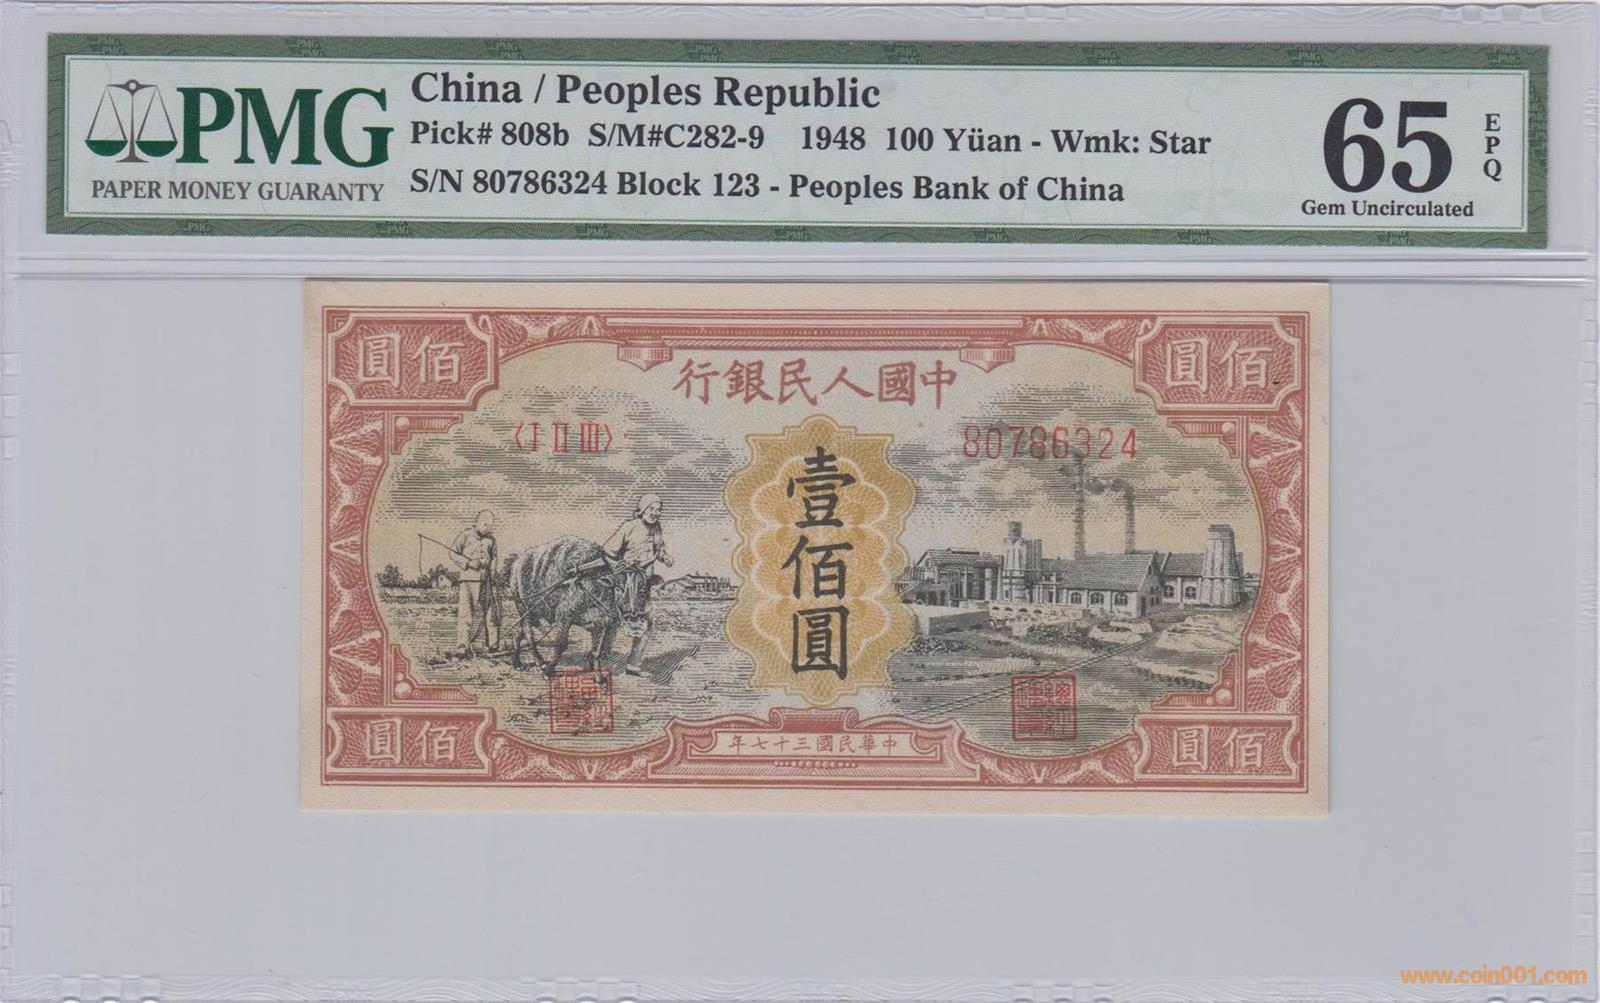 PMG
PAPER MONEY GUARANTY
China / Peoples Republic
Pick# 808b S/M#C282-9 1948 100 Yüan - Wmk: Star
S/N 80786324 Block 123 - Peoples Bank of China
65
EPQ
Gem Uncirculated
佰圓
佰圓
中國人民銀行
〈I II III〉
80786324
壹佰圓
佰圓
中華民國三十七年
佰圓
www.coin001.com